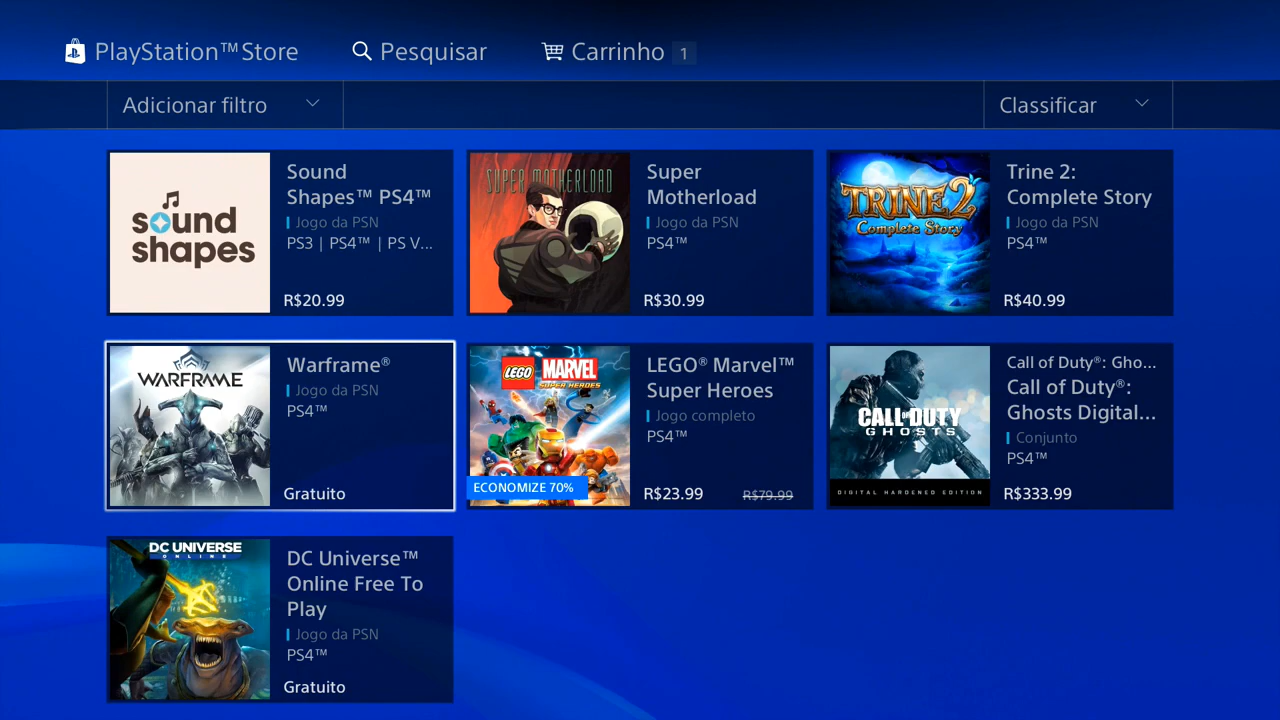 PlayStation™Store
Pesquisar
Carrinho 1
Adicionar filtro
Classificar
sound
shapes
Sound
Shapes™ PS4™
Jogo da PSN
PS3 | PS4™ | PS V...
R$20.99
SUPER MOTHERLOAD
Super
Motherload
Jogo da PSN
PS4™
R$30.99
TRINE 2
Complete Story
Trine 2:
Complete Story
Jogo da PSN
PS4™
R$40.99
WARFRAME
Warframe®
Jogo da PSN
PS4™
Gratuito
LEGO MARVEL
SUPER HEROES
ECONOMIZE 70%
LEGO® Marvel™
Super Heroes
Jogo completo
PS4™
R$23.99 R$79.99
CALL OF DUTY
GHOSTS
DIGITAL HARDENED EDITION
Call of Duty®: Gho...
Call of Duty®:
Ghosts Digital...
Conjunto
PS4™
R$333.99
DC UNIVERSE
ONLINE
DC Universe™
Online Free To
Play
Jogo da PSN
PS4™
Gratuito